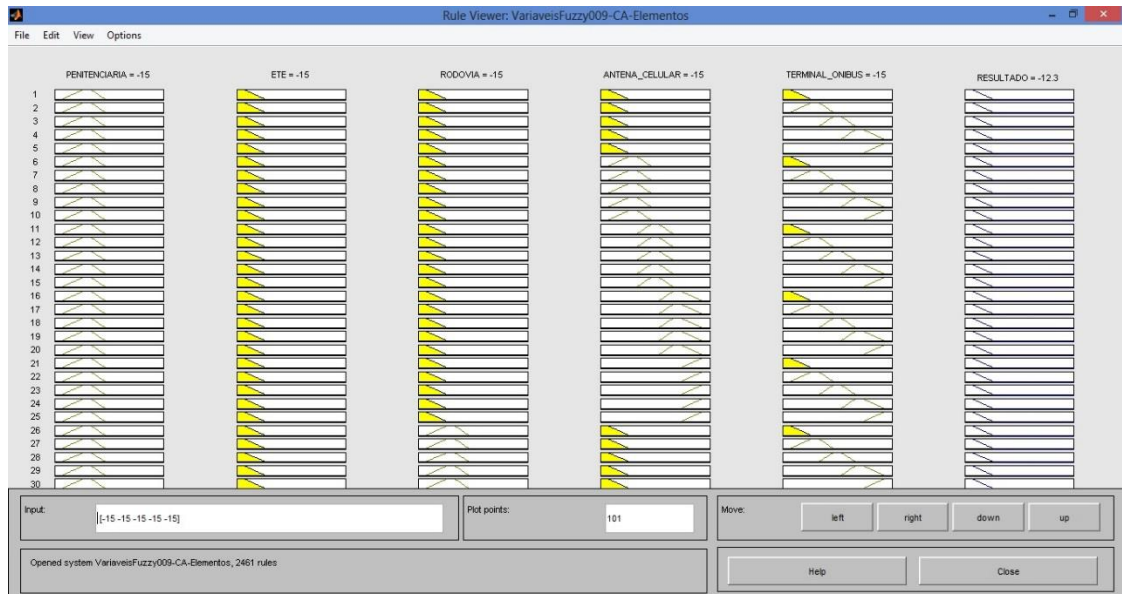 Rule Viewer: VariaveisFuzzy009-CA-Elementos
File Edit View Options
PENITENCIARIA = -15
ETE = -15
RODOVIA = -15
ANTENA_CELULAR = -15
TERMINAL_ONIBUS = -15
RESULTADO = -12.3
1
2
3
4
5
6
7
8
9
10
11
12
13
14
15
16
17
18
19
20
21
22
23
24
25
26
27
28
29
30
Input:
[-15 -15 -15 -15 -15]
Plot points:
101
Move:
left
right
down
up
Opened system VariaveisFuzzy009-CA-Elementos, 2461 rules
Help
Close